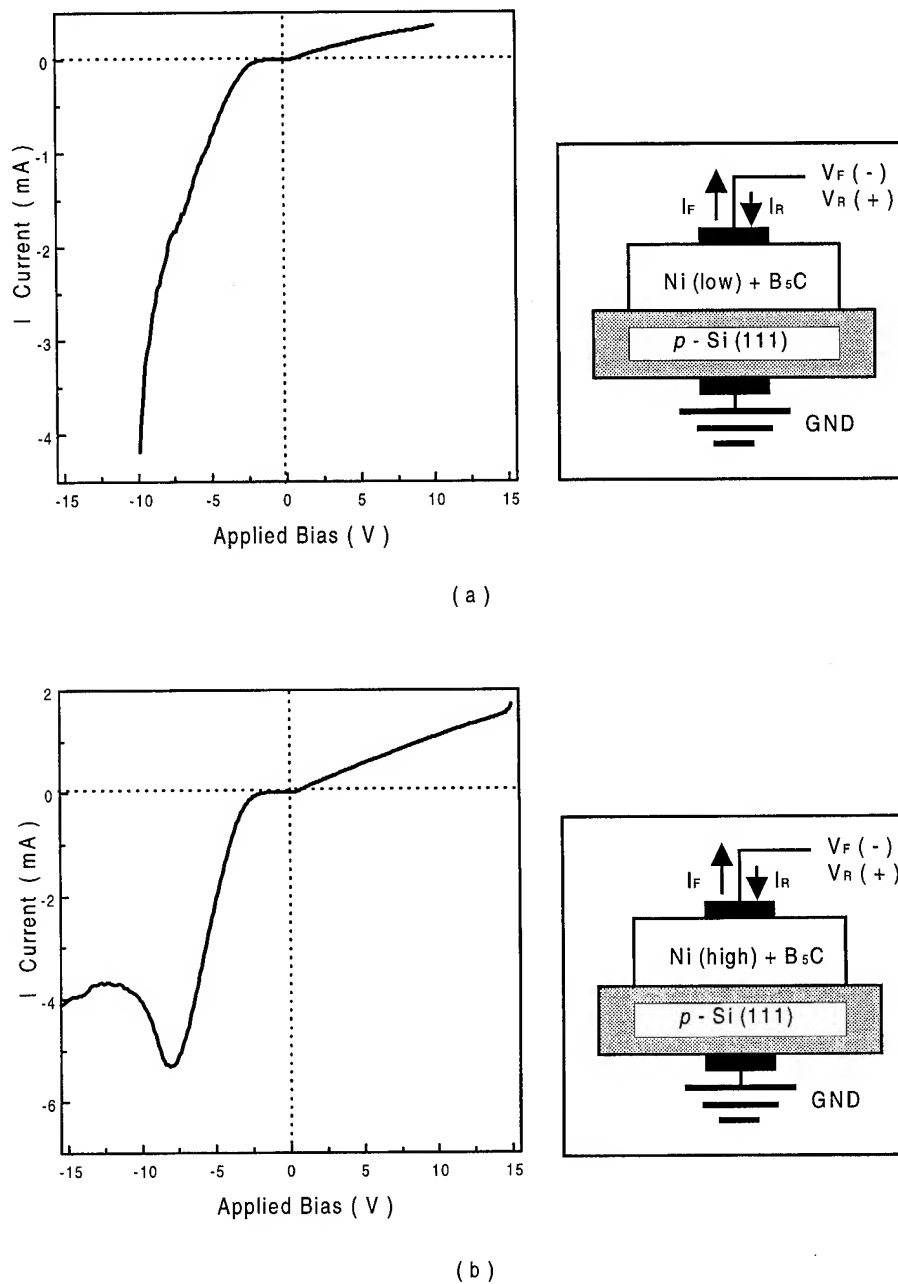 0
-1
-2
-3
-4
I Current (mA)
-15 -10 -5 0 5 10 15
Applied Bias ( V )
VF (-)
VR (+)
IF IR
Ni (low) + B5C
p - Si (111)
GND
( a )
2
0
-2
-4
-6
I Current (mA)
-15 -10 -5 0 5 10 15
Applied Bias ( V )
VF (-)
VR (+)
IF IR
Ni (high) + B5C
p - Si (111)
GND
( b )